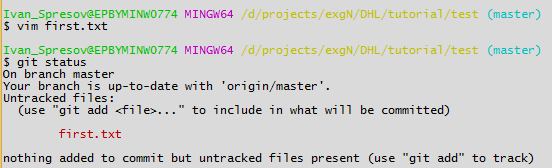 Ivan_Spresov@EPBYMINW0774 MINGW64 /d/projects/exgN/DHL/tutorial/test (master)
$ vim first.txt
Ivan_Spresov@EPBYMINW0774 MINGW64 /d/projects/exgN/DHL/tutorial/test (master)
$ git status
On branch master
Your branch is up-to-date with 'origin/master'.
Untracked files:
  (use "git add <file>..." to include in what will be committed)
        first.txt
nothing added to commit but untracked files present (use "git add" to track)